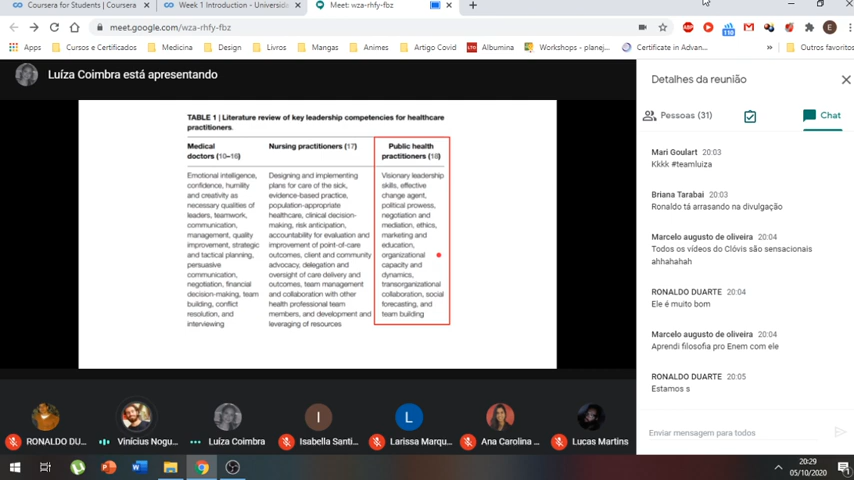 Coursera for Students | Coursera
Week 1 Introduction - Universida
Meet: wza-rhfy-fbz
meet.google.com/wza-rhfy-fbz
Apps
Cursos e Certificados
Medicina
Design
Livros
Mangas
Animes
Artigo Covid
Albumina
Workshops - planej...
Certificate in Advan...
Outros favoritos
Luíza Coimbra está apresentando
TABLE 1 | Literature review of key leadership competencies for healthcare
practitioners.
Medical
doctors (10–16)
Emotional intelligence,
confidence, humility
and creativity as
necessary qualities of
leaders, teamwork,
communication,
management, quality
improvement, strategic
and tactical planning,
persuasive
communication,
negotiation, financial
decision-making, team
building, conflict
resolution, and
interviewing
Nursing practitioners (17)
Designing and implementing
plans for care of the sick,
evidence-based practice,
population-appropriate
healthcare, clinical decision-
making, risk anticipation,
accountability for evaluation and
improvement of point-of-care
outcomes, client and community
advocacy, delegation and
oversight of care delivery and
outcomes, team management
and collaboration with other
health professional team
members, and development and
leveraging of resources
Public health
practitioners (18)
Visionary leadership
skills, effective
change agent,
political prowess,
negotiation and
mediation, ethics,
marketing and
education,
organizational
capacity and
dynamics,
transorganizational
collaboration, social
forecasting, and
team building
Detalhes da reunião
Pessoas (31)
Chat
Mari Goulart 20:03
Kkkk #teamluiza
Briana Tarabai 20:03
Ronaldo tá arrasando na divulgação
Marcelo augusto de oliveira 20:04
Todos os vídeos do Clóvis são sensacionais
ahhahahah
RONALDO DUARTE 20:04
Ele é muito bom
Marcelo augusto de oliveira 20:04
Aprendi filosofia pro Enem com ele
RONALDO DUARTE 20:05
Estamos s
Enviar mensagem para todos
RONALDO DU...
Vinícius Nogu...
Luíza Coimbra
I
Isabella Santi...
L
Larissa Marqu...
Ana Carolina ...
Lucas Martins
20:29
05/10/2020